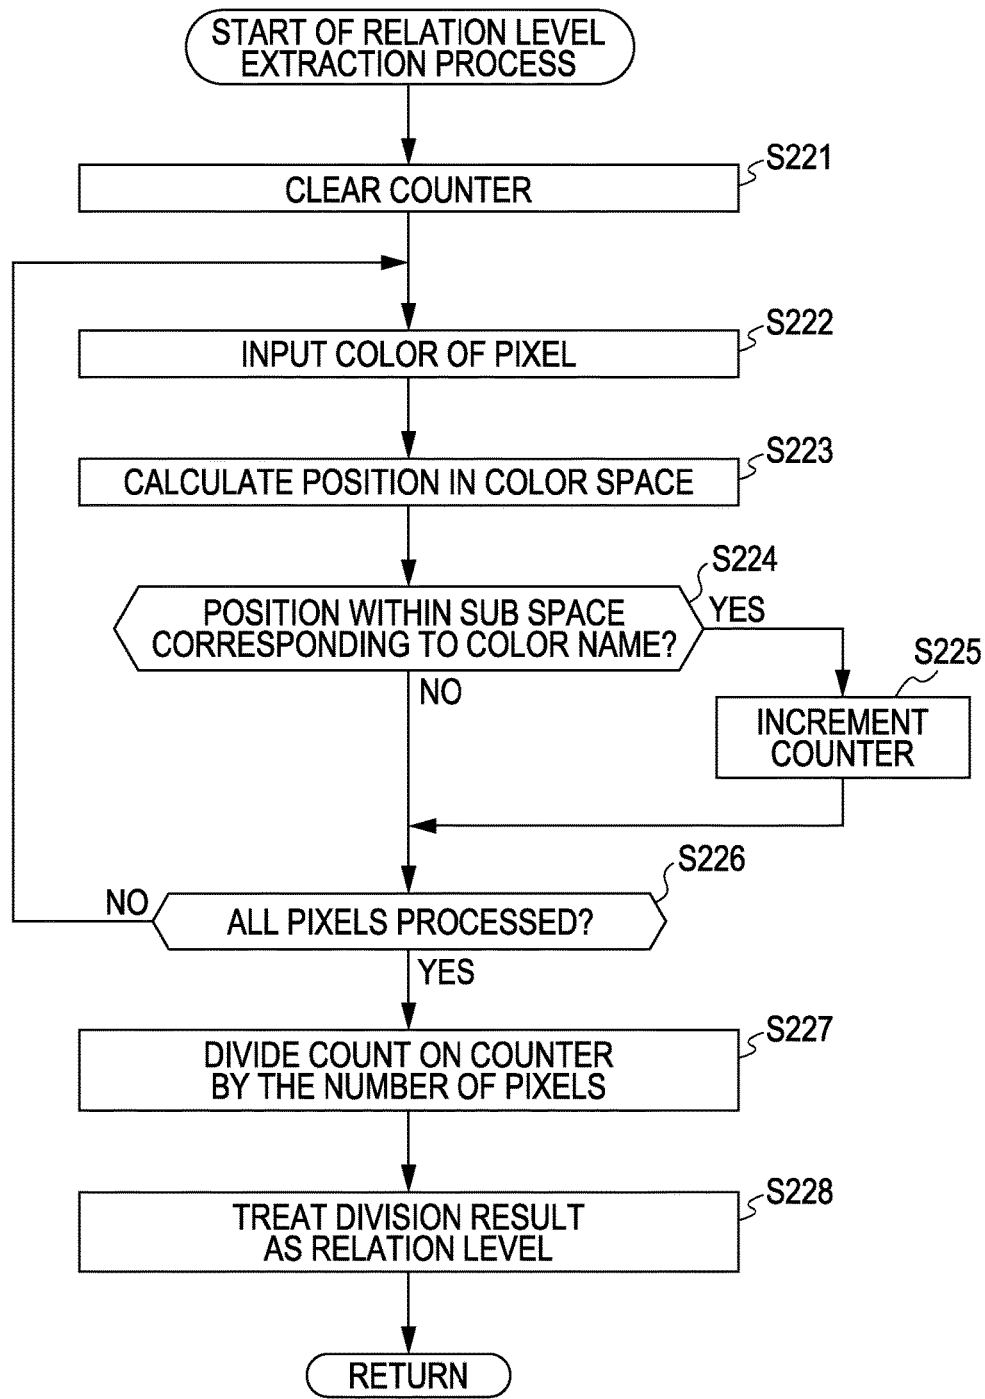 START OF RELATION LEVEL
EXTRACTION PROCESS
S221
CLEAR COUNTER
S222
INPUT COLOR OF PIXEL
S223
CALCULATE POSITION IN COLOR SPACE
S224
POSITION WITHIN SUB SPACE
CORRESPONDING TO COLOR NAME?
YES
NO
S225
INCREMENT
COUNTER
S226
ALL PIXELS PROCESSED?
NO
YES
S227
DIVIDE COUNT ON COUNTER
BY THE NUMBER OF PIXELS
S228
TREAT DIVISION RESULT
AS RELATION LEVEL
RETURN